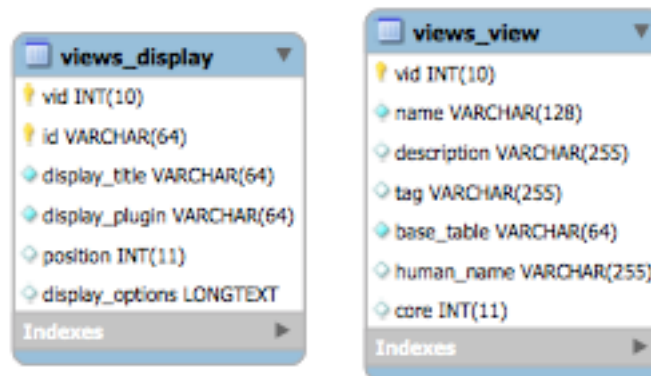 views_display
vid INT(10)
id VARCHAR(64)
display_title VARCHAR(64)
display_plugin VARCHAR(64)
position INT(11)
display_options LONGTEXT
Indexes
views_view
vid INT(10)
name VARCHAR(128)
description VARCHAR(255)
tag VARCHAR(255)
base_table VARCHAR(64)
human_name VARCHAR(255)
core INT(11)
Indexes